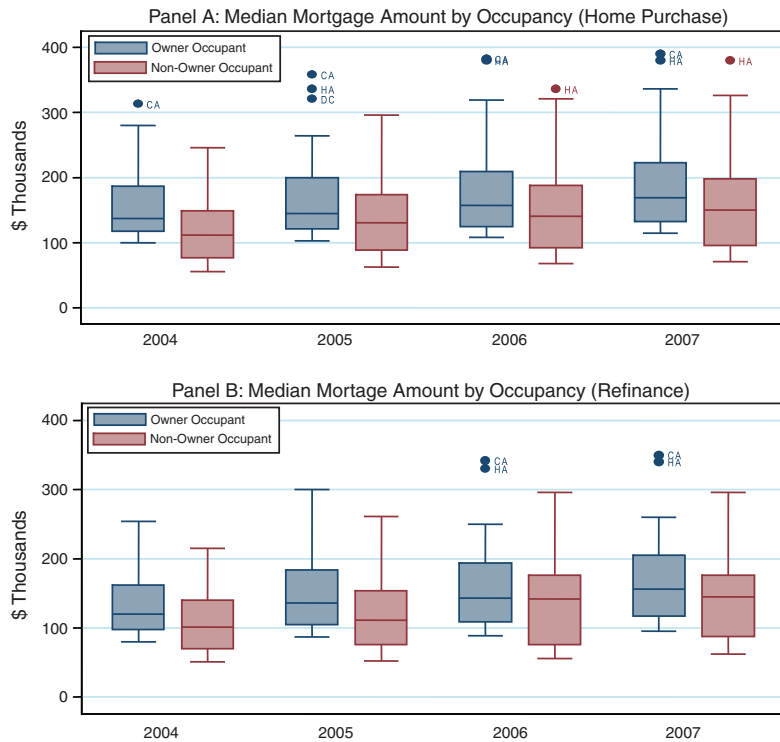 Panel A: Median Mortgage Amount by Occupancy (Home Purchase)
$ Thousands
400
300
200
100
0
Owner Occupant
Non-Owner Occupant
CA
CA
HA
DC
HA
CA
HA
HA
2004
2005
2006
2007
Panel B: Median Mortage Amount by Occupancy (Refinance)
$ Thousands
400
300
200
100
0
Owner Occupant
Non-Owner Occupant
CA
HA
CA
HA
2004
2005
2006
2007